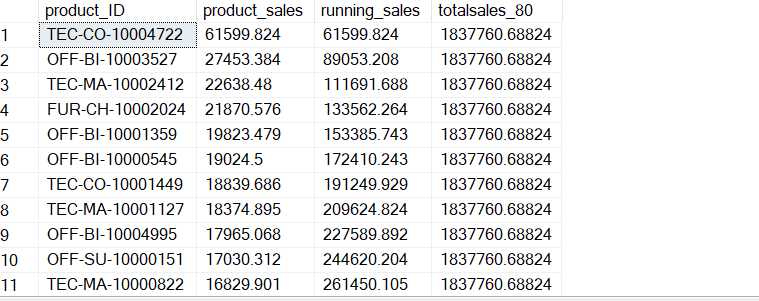 product_ID product_sales running_sales totalsales_80
1 TEC-CO-10004722 61599.824 61599.824 1837760.68824
2 OFF-BI-10003527 27453.384 89053.208 1837760.68824
3 TEC-MA-10002412 22638.48 111691.688 1837760.68824
4 FUR-CH-10002024 21870.576 133562.264 1837760.68824
5 OFF-BI-10001359 19823.479 153385.743 1837760.68824
6 OFF-BI-10000545 19024.5 172410.243 1837760.68824
7 TEC-CO-10001449 18839.686 191249.929 1837760.68824
8 TEC-MA-10001127 18374.895 209624.824 1837760.68824
9 OFF-BI-10004995 17965.068 227589.892 1837760.68824
10 OFF-SU-10000151 17030.312 244620.204 1837760.68824
11 TEC-MA-10000822 16829.901 261450.105 1837760.68824